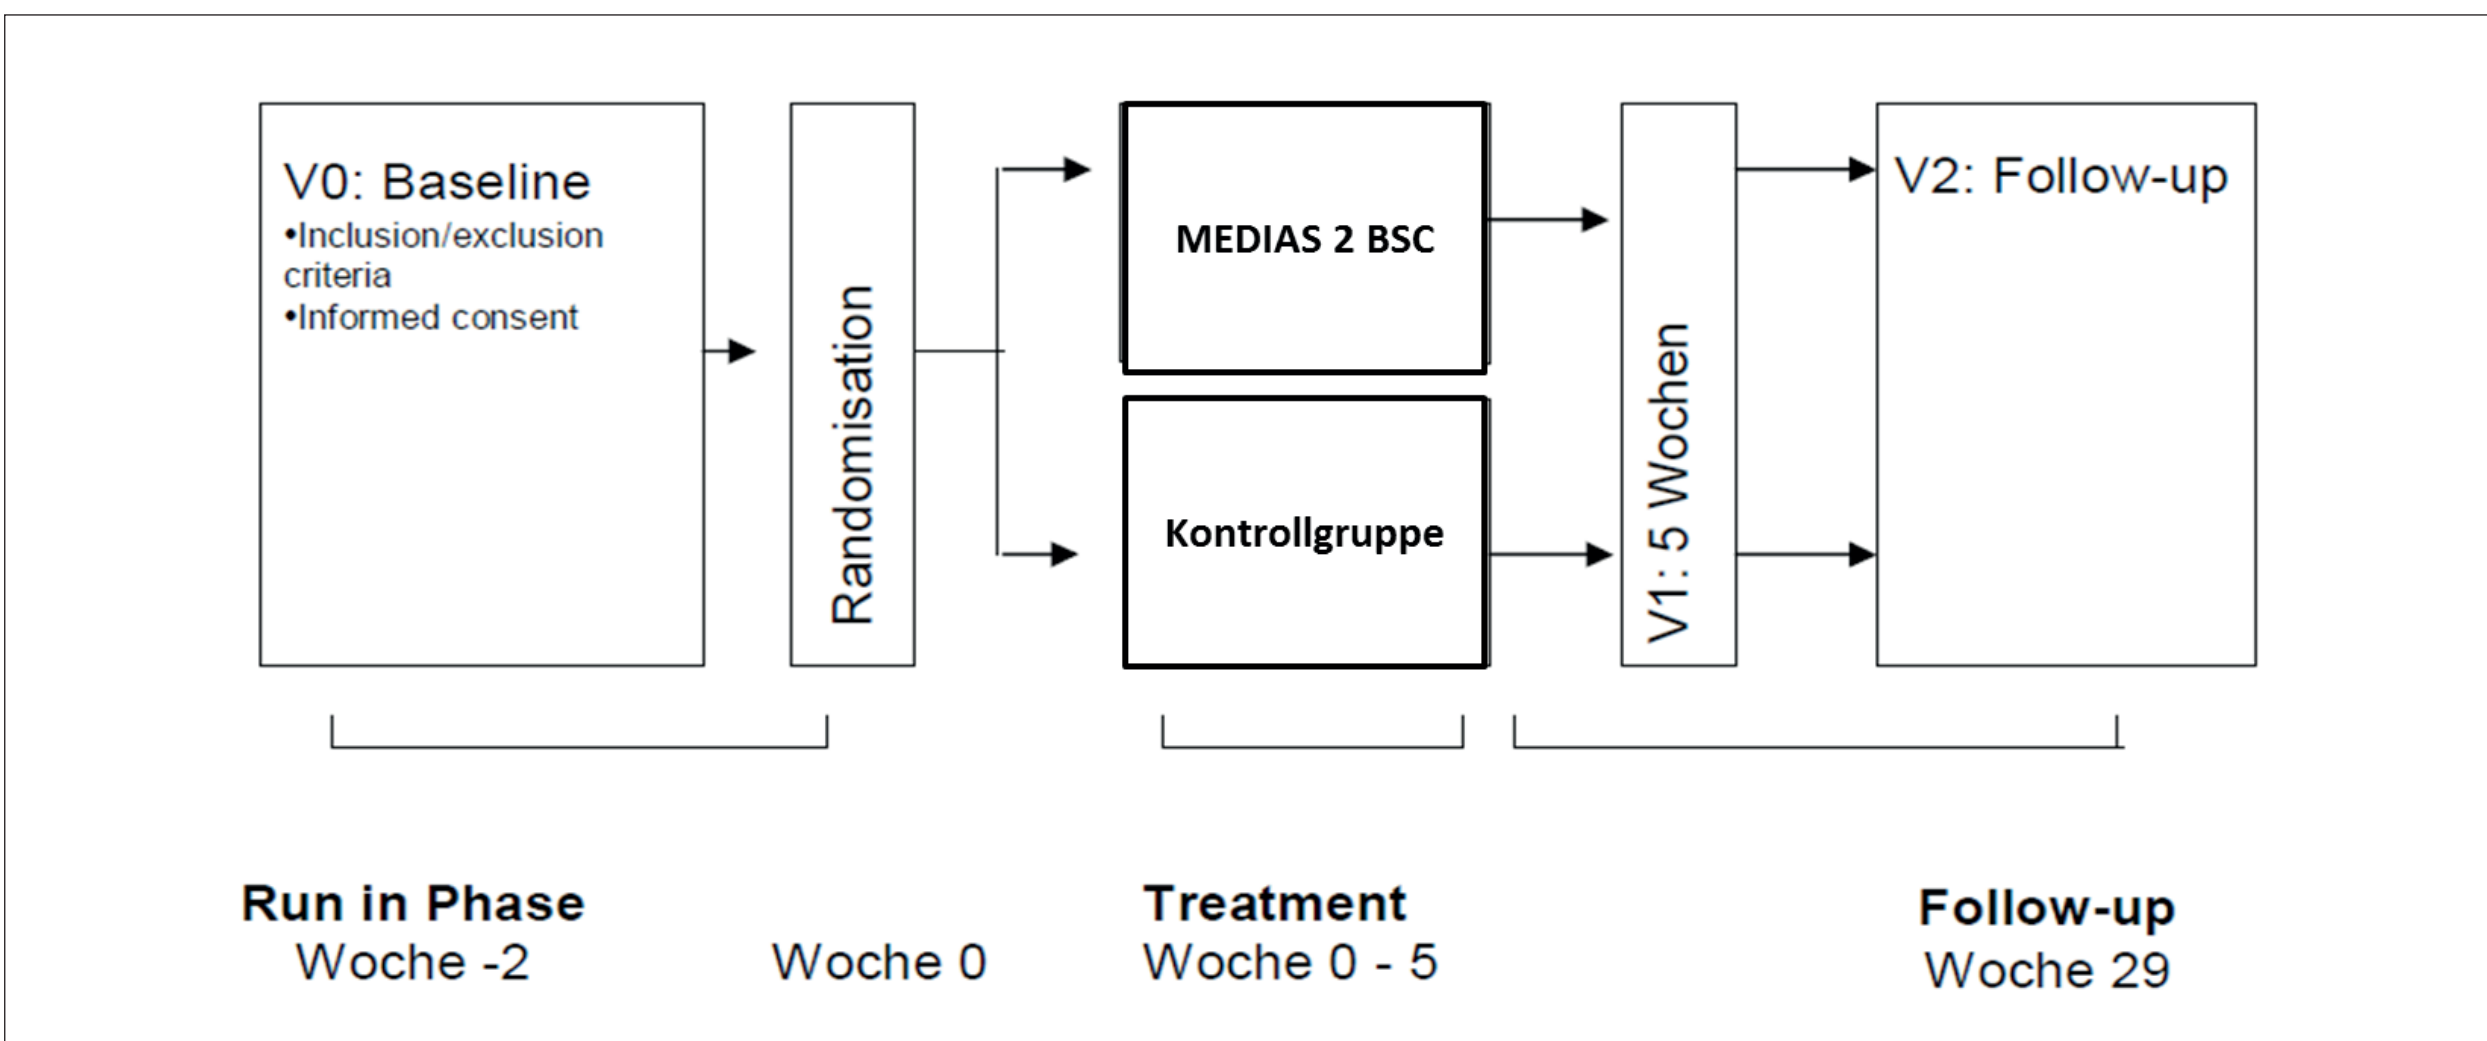 V0: Baseline
•Inclusion/exclusion
criteria
•Informed consent
Randomisation
MEDIAS 2 BSC
Kontrollgruppe
V1: 5 Wochen
V2: Follow-up
Run in Phase
Woche -2
Woche 0
Treatment
Woche 0 - 5
Follow-up
Woche 29